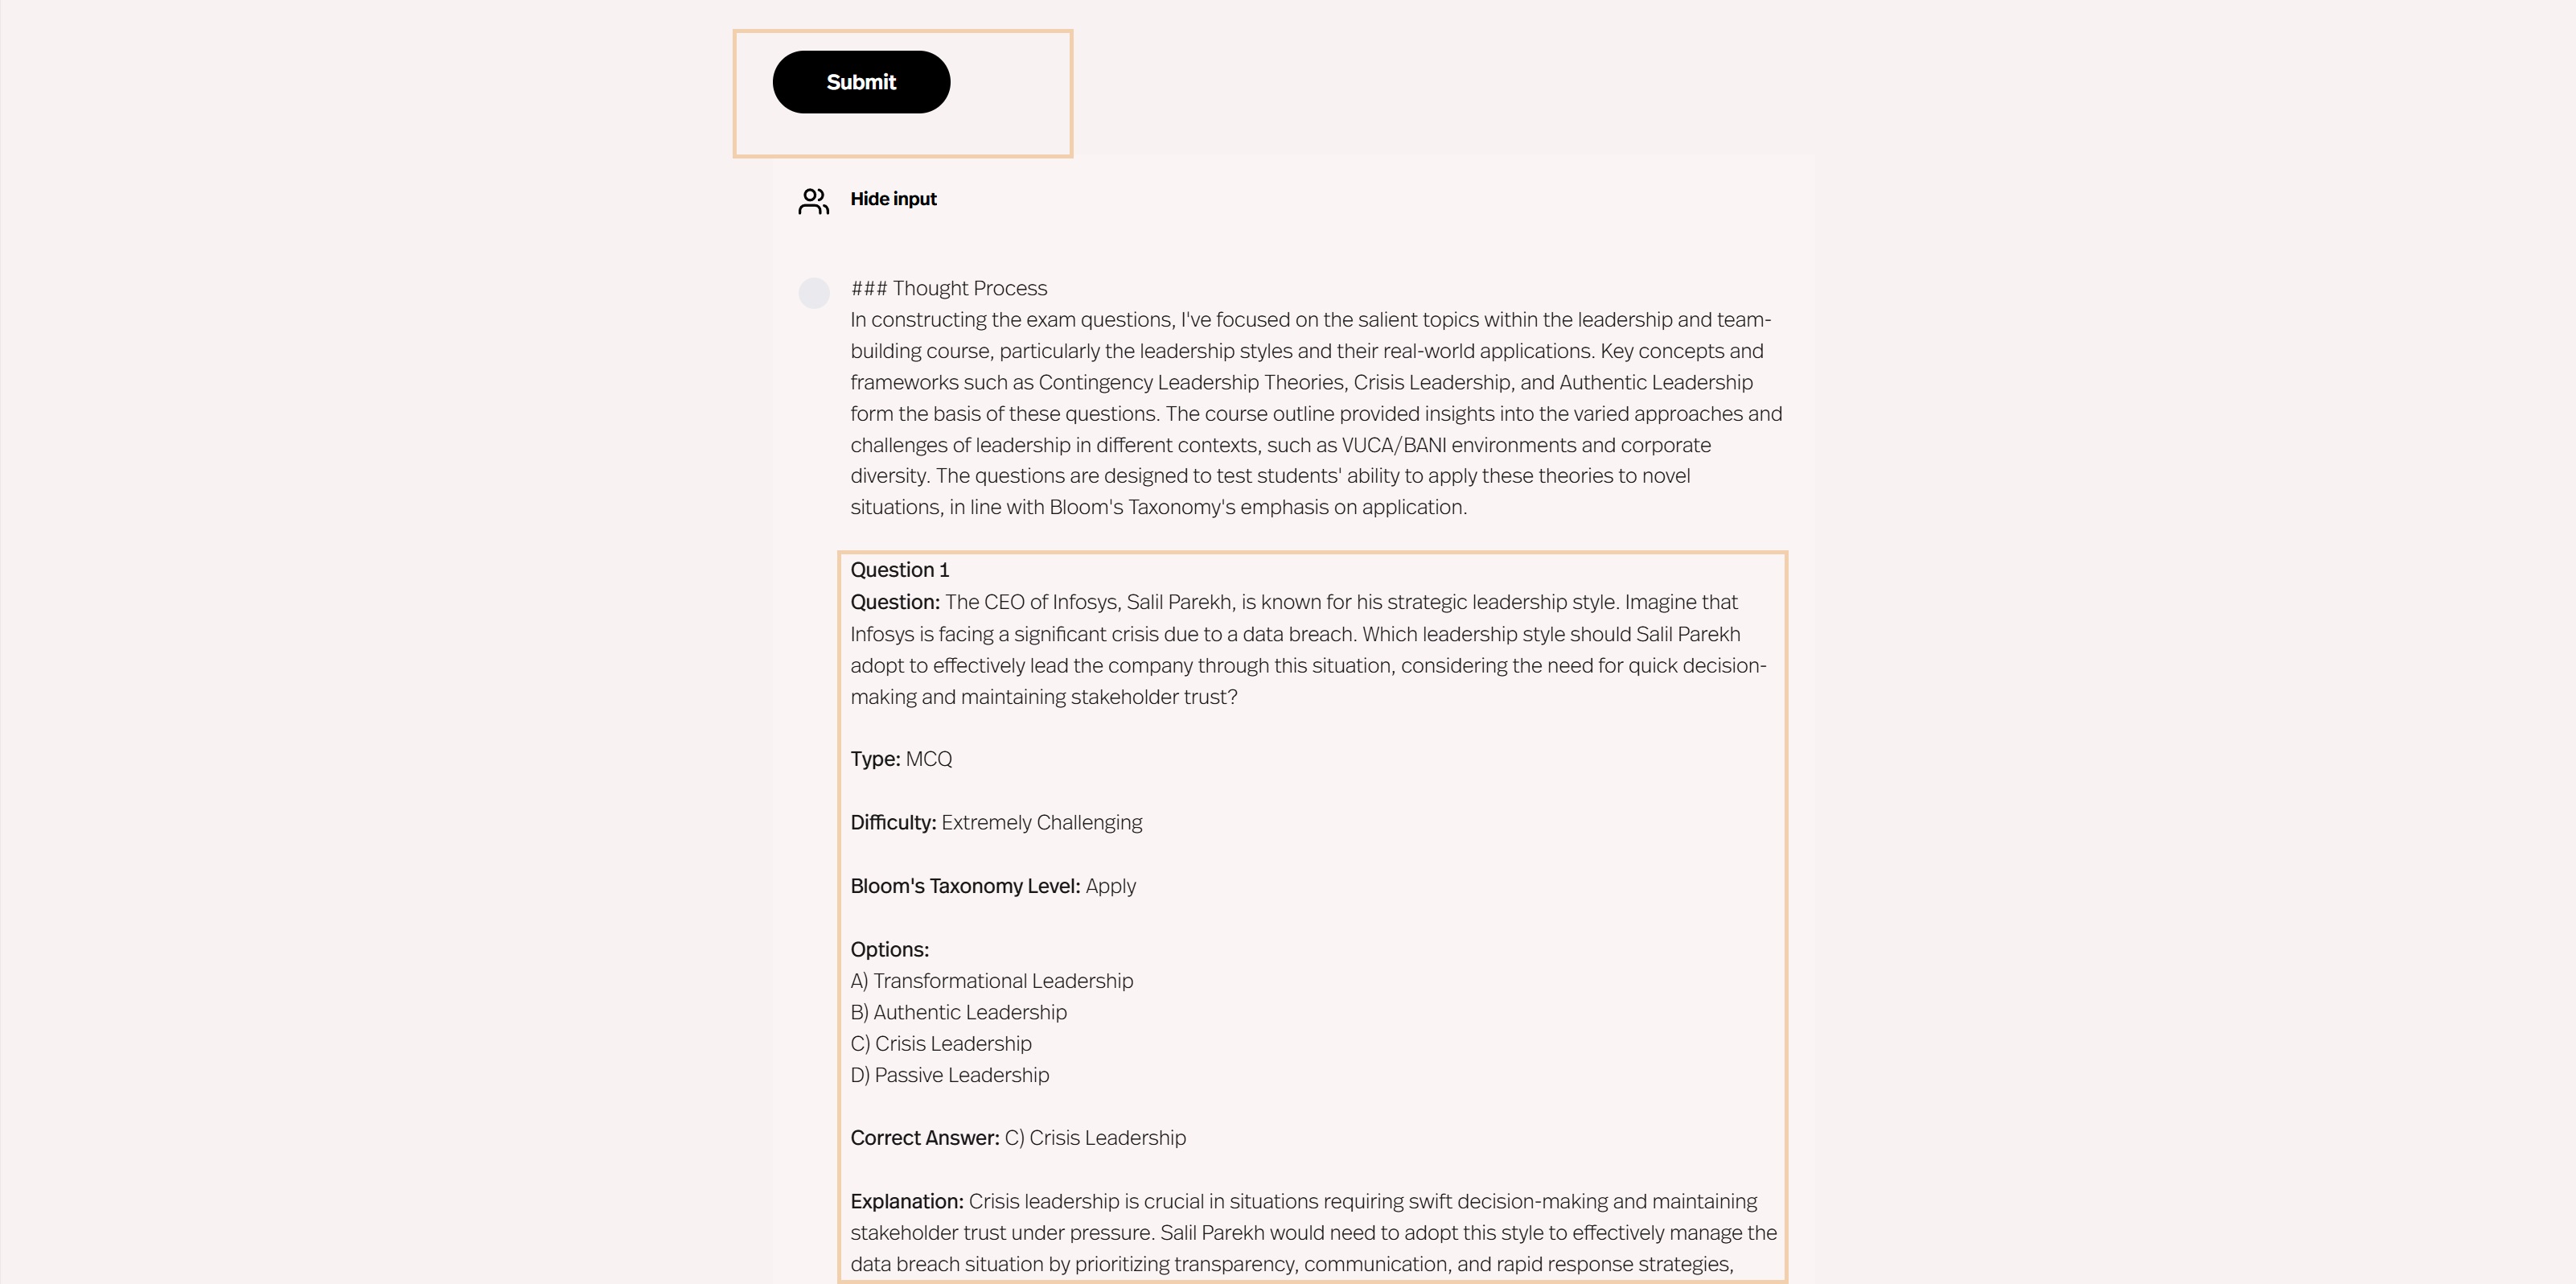 Submit
Hide input
### Thought Process
In constructing the exam questions, I've focused on the salient topics within the leadership and team-
building course, particularly the leadership styles and their real-world applications. Key concepts and
frameworks such as Contingency Leadership Theories, Crisis Leadership, and Authentic Leadership
form the basis of these questions. The course outline provided insights into the varied approaches and
challenges of leadership in different contexts, such as VUCA/BANI environments and corporate
diversity. The questions are designed to test students' ability to apply these theories to novel
situations, in line with Bloom's Taxonomy's emphasis on application.
Question 1
Question: The CEO of Infosys, Salil Parekh, is known for his strategic leadership style. Imagine that
Infosys is facing a significant crisis due to a data breach. Which leadership style should Salil Parekh
adopt to effectively lead the company through this situation, considering the need for quick decision-
making and maintaining stakeholder trust?
Type: MCQ
Difficulty: Extremely Challenging
Bloom's Taxonomy Level: Apply
Options:
A) Transformational Leadership
B) Authentic Leadership
C) Crisis Leadership
D) Passive Leadership
Correct Answer: C) Crisis Leadership
Explanation: Crisis leadership is crucial in situations requiring swift decision-making and maintaining
stakeholder trust under pressure. Salil Parekh would need to adopt this style to effectively manage the
data breach situation by prioritizing transparency, communication, and rapid response strategies,